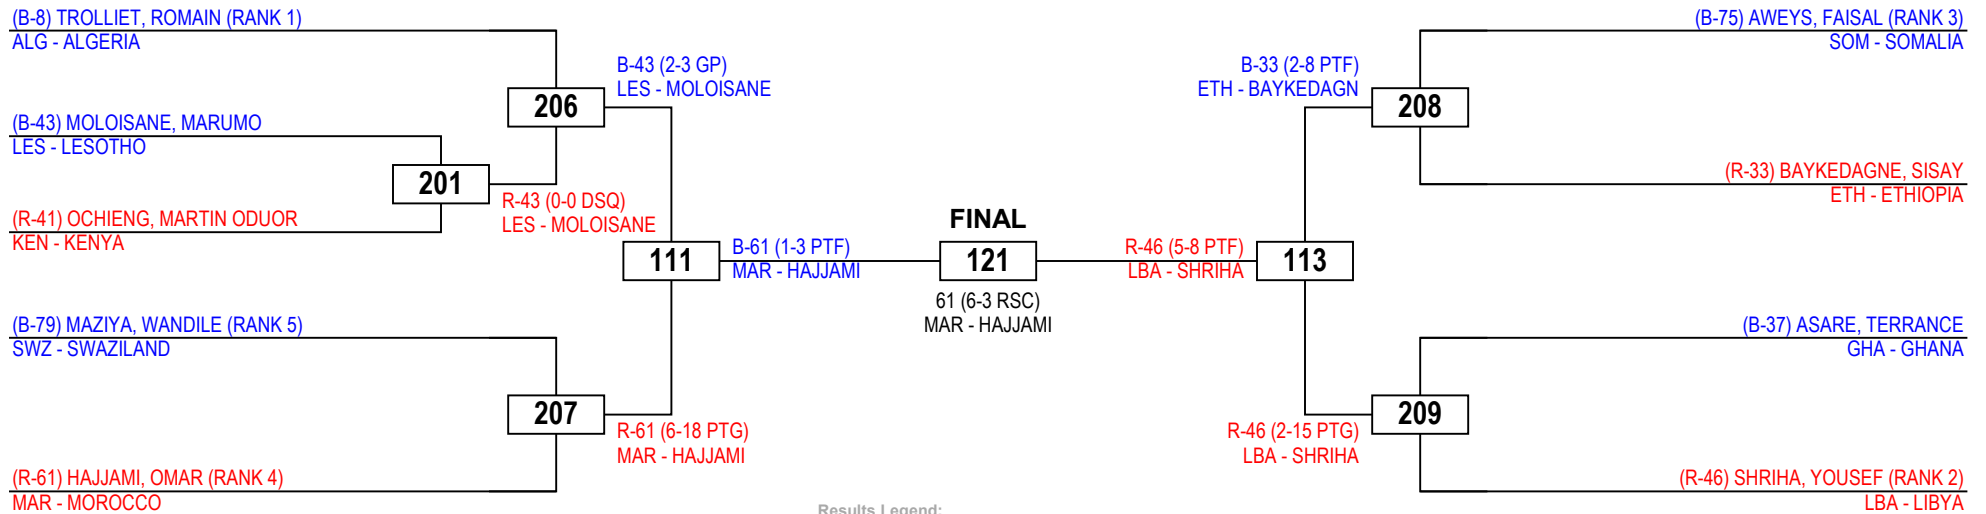 (B-8) TROLLIET, ROMAIN (RANK 1)
ALG - ALGERIA
(B-43) MOLOISANE, MARUMO
LES - LESOTHO
(R-41) OCHIENG, MARTIN ODUOR
KEN - KENYA
(B-79) MAZIYA, WANDILE (RANK 5)
SWZ - SWAZILAND
(R-61) HAJJAMI, OMAR (RANK 4)
MAR - MOROCCO
201
R-43 (0-0 DSQ)
LES - MOLOISANE
206
B-43 (2-3 GP)
LES - MOLOISANE
207
R-61 (6-18 PTG)
MAR - HAJJAMI
111
B-61 (1-3 PTF)
MAR - HAJJAMI
FINAL
121
61 (6-3 RSC)
MAR - HAJJAMI
R-46 (5-8 PTF)
LBA - SHRIHA
113
B-33 (2-8 PTF)
ETH - BAYKEDAGN
208
R-46 (2-15 PTG)
LBA - SHRIHA
209
(B-75) AWEYS, FAISAL (RANK 3)
SOM - SOMALIA
(R-33) BAYKEDAGNE, SISAY
ETH - ETHIOPIA
(B-37) ASARE, TERRANCE
GHA - GHANA
(R-46) SHRIHA, YOUSEF (RANK 2)
LBA - LIBYA
Results Legend: